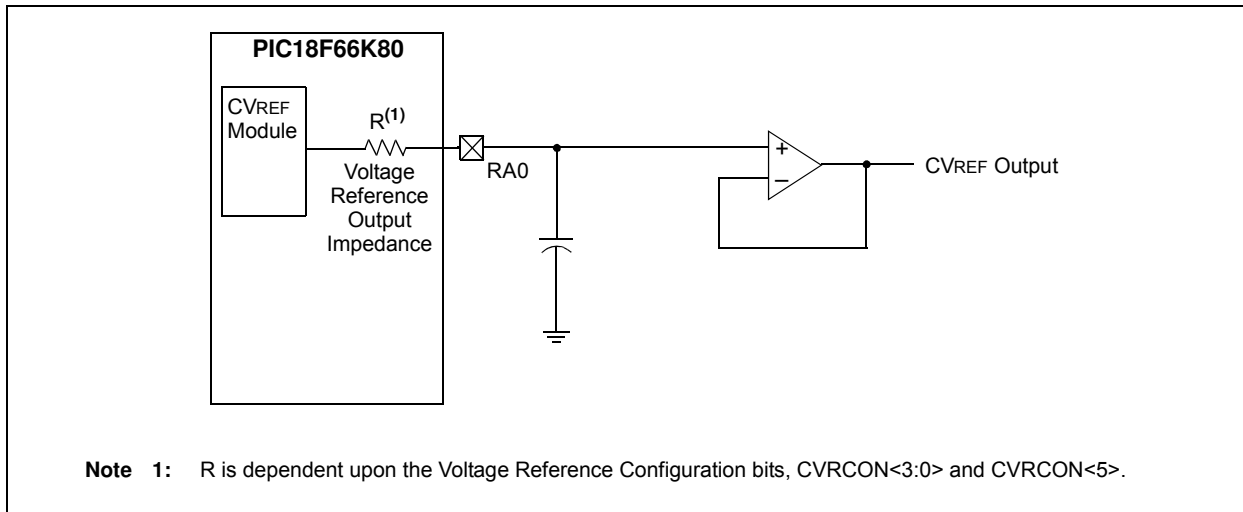 PIC18F66K80
CVREF
Module
R(1)
Voltage
Reference
Output
Impedance
RA0
+
–
CVREF Output
Note 1: R is dependent upon the Voltage Reference Configuration bits, CVRCON<3:0> and CVRCON<5>.